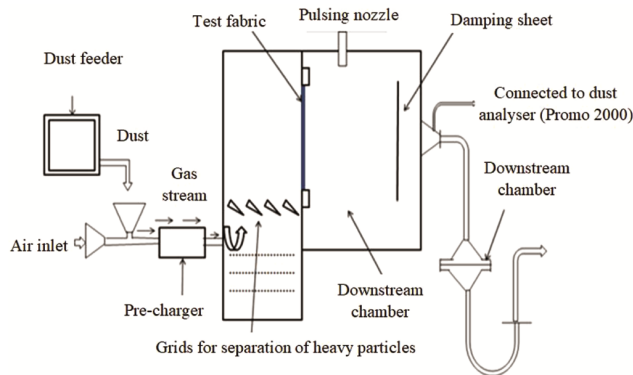 Test fabric
Pulsing nozzle
Damping sheet
Dust feeder
Connected to dust
analyser (Promo 2000)
Dust
Gas
stream
Downstream
chamber
Air inlet
Pre-charger
Downstream
chamber
Grids for separation of heavy particles